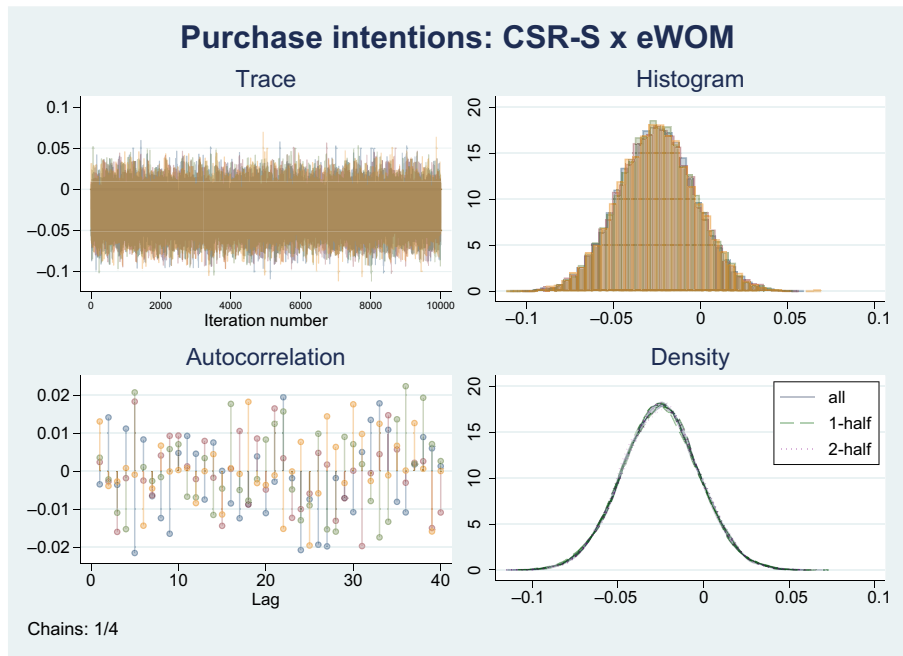 Purchase intentions: CSR-S x eWOM
Trace
0.1
0.05
0
−0.05
−0.1
0 2000 4000 6000 8000 10000
Iteration number
Histogram
20
15
10
5
0
−0.1 −0.05 0 0.05 0.1
Autocorrelation
0.02
0.01
0
−0.01
−0.02
0 10 20 30 40
Lag
Density
20
15
10
5
0
all
1-half
2-half
−0.1 −0.05 0 0.05 0.1
Chains: 1/4